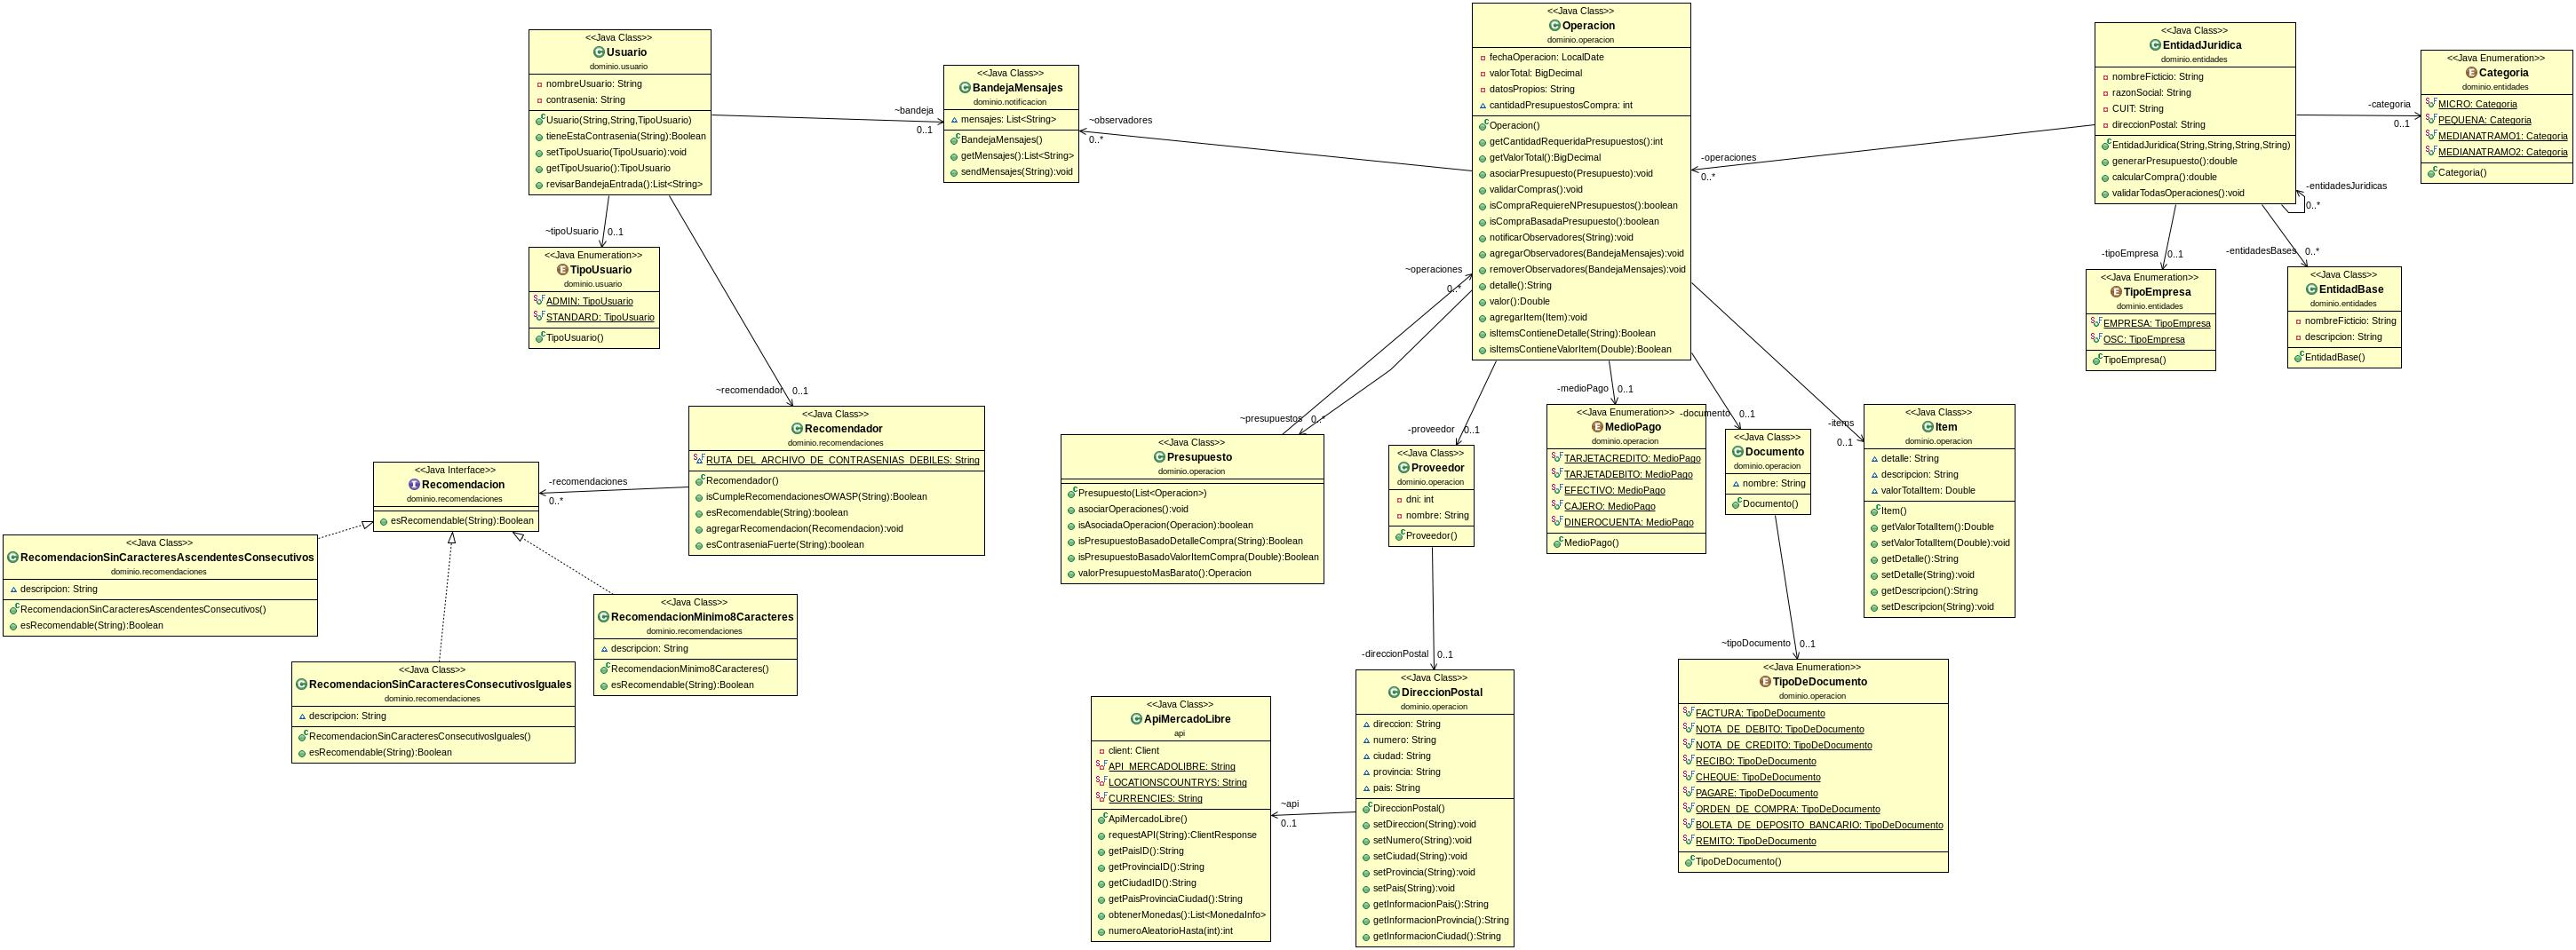 <<Java Class>>
Usuario
dominio.usuario
nombreUsuario: String
contrasenia: String
Usuario(String,String,TipoUsuario)
tieneEstaContrasenia(String):Boolean
setTipoUsuario(TipoUsuario):void
getTipoUsuario():TipoUsuario
revisarBandejaEntrada():List<String>
~bandeja
0..1
<<Java Class>>
BandejaMensajes
dominio.notificacion
mensajes: List<String>
BandejaMensajes()
getMensajes():List<String>
sendMensajes(String):void
~observadores
0..*
<<Java Class>>
Operacion
dominio.operacion
fechaOperacion: LocalDate
valorTotal: BigDecimal
datosPropios: String
cantidadPresupuestosCompra: int
Operacion()
getCantidadRequeridaPresupuestos():int
getValorTotal():BigDecimal
asociarPresupuesto(Presupuesto):void
validarCompras():void
isCompraRequiereNPresupuestos():boolean
isCompraBasadaPresupuesto():boolean
notificarObservadores(String):void
agregarObservadores(BandejaMensajes):void
removerObservadores(BandejaMensajes):void
detalle():String
valor():Double
agregarItem(Item):void
isItemsContieneDetalle(String):Boolean
isItemsContieneValorItem(Double):Boolean
-operaciones
0..*
<<Java Class>>
EntidadJuridica
dominio.entidades
nombreFicticio: String
razonSocial: String
CUIT: String
direccionPostal: String
EntidadJuridica(String,String,String,String)
generarPresupuesto():double
calcularCompra():double
validarTodasOperaciones():void
-categoria
0..1
<<Java Enumeration>>
Categoria
dominio.entidades
MICRO: Categoria
PEQUENA: Categoria
MEDIANATRAMO1: Categoria
MEDIANATRAMO2: Categoria
Categoria()
-entidadesJuridicas
0..*
~tipoUsuario
0..1
<<Java Enumeration>>
TipoUsuario
dominio.usuario
ADMIN: TipoUsuario
STANDARD: TipoUsuario
TipoUsuario()
-tipoEmpresa
0..1
<<Java Enumeration>>
TipoEmpresa
dominio.entidades
EMPRESA: TipoEmpresa
OSC: TipoEmpresa
TipoEmpresa()
-entidadesBases
0..*
<<Java Class>>
EntidadBase
dominio.entidades
nombreFicticio: String
descripcion: String
EntidadBase()
~operaciones
0..*
~recomendador
0..1
<<Java Class>>
Recomendador
dominio.recomendaciones
RUTA_DEL_ARCHIVO_DE_CONTRASENIAS_DEBILES: String
Recomendador()
isCumpleRecomendacionesOWASP(String):Boolean
esRecomendable(String):boolean
agregarRecomendacion(Recomendacion):void
esContraseniaFuerte(String):boolean
-recomendaciones
0..*
<<Java Interface>>
Recomendacion
dominio.recomendaciones
esRecomendable(String):Boolean
<<Java Class>>
RecomendacionSinCaracteresAscendentesConsecutivos
dominio.recomendaciones
descripcion: String
RecomendacionSinCaracteresAscendentesConsecutivos()
esRecomendable(String):Boolean
<<Java Class>>
RecomendacionMinimo8Caracteres
dominio.recomendaciones
descripcion: String
RecomendacionMinimo8Caracteres()
esRecomendable(String):Boolean
<<Java Class>>
RecomendacionSinCaracteresConsecutivosIguales
dominio.recomendaciones
descripcion: String
RecomendacionSinCaracteresConsecutivosIguales()
esRecomendable(String):Boolean
~presupuestos
0..*
<<Java Class>>
Presupuesto
dominio.operacion
Presupuesto(List<Operacion>)
asociarOperaciones():void
isAsociadaOperacion(Operacion):boolean
isPresupuestoBasadoDetalleCompra(String):Boolean
isPresupuestoBasadoValorItemCompra(Double):Boolean
valorPresupuestoMasBarato():Operacion
-proveedor
0..1
<<Java Class>>
Proveedor
dominio.operacion
dni: int
nombre: String
Proveedor()
-medioPago
0..1
<<Java Enumeration>>
MedioPago
dominio.operacion
TARJETACREDITO: MedioPago
TARJETADEBITO: MedioPago
EFECTIVO: MedioPago
CAJERO: MedioPago
DINEROCUENTA: MedioPago
MedioPago()
-documento
0..1
<<Java Class>>
Documento
dominio.operacion
nombre: String
Documento()
-items
0..1
<<Java Class>>
Item
dominio.operacion
detalle: String
descripcion: String
valorTotalItem: Double
Item()
getValorTotalItem():Double
setValorTotalItem(Double):void
getDetalle():String
setDetalle(String):void
getDescripcion():String
setDescripcion(String):void
-direccionPostal
0..1
<<Java Class>>
DireccionPostal
dominio.operacion
direccion: String
numero: String
ciudad: String
provincia: String
pais: String
DireccionPostal()
setDireccion(String):void
setNumero(String):void
setCiudad(String):void
setProvincia(String):void
setPais(String):void
getInformacionPais():String
getInformacionProvincia():String
getInformacionCiudad():String
~api
0..1
<<Java Class>>
ApiMercadoLibre
api
client: Client
API_MERCADOLIBRE: String
LOCATIONSCOUNTRYS: String
CURRENCIES: String
ApiMercadoLibre()
requestAPI(String):ClientResponse
getPaisID():String
getProvinciaID():String
getCiudadID():String
getPaisProvinciaCiudad():String
obtenerMonedas():List<MonedaInfo>
numeroAleatorioHasta(int):int
~tipoDocumento
0..1
<<Java Enumeration>>
TipoDeDocumento
dominio.operacion
FACTURA: TipoDeDocumento
NOTA_DE_DEBITO: TipoDeDocumento
NOTA_DE_CREDITO: TipoDeDocumento
RECIBO: TipoDeDocumento
CHEQUE: TipoDeDocumento
PAGARE: TipoDeDocumento
ORDEN_DE_COMPRA: TipoDeDocumento
BOLETA_DE_DEPOSITO_BANCARIO: TipoDeDocumento
REMITO: TipoDeDocumento
TipoDeDocumento()